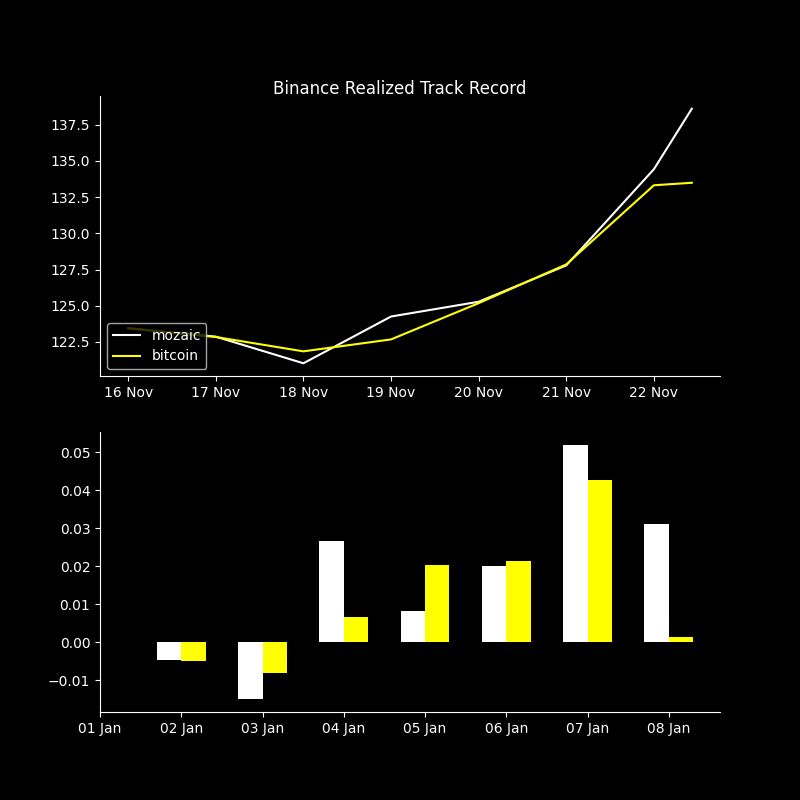 Binance Realized Track Record
137.5
135.0
132.5
130.0
127.5
125.0
122.5
mozaic
bitcoin
16 Nov 17 Nov 18 Nov 19 Nov 20 Nov 21 Nov 22 Nov
0.05
0.04
0.03
0.02
0.01
0.00
−0.01
01 Jan 02 Jan 03 Jan 04 Jan 05 Jan 06 Jan 07 Jan 08 Jan